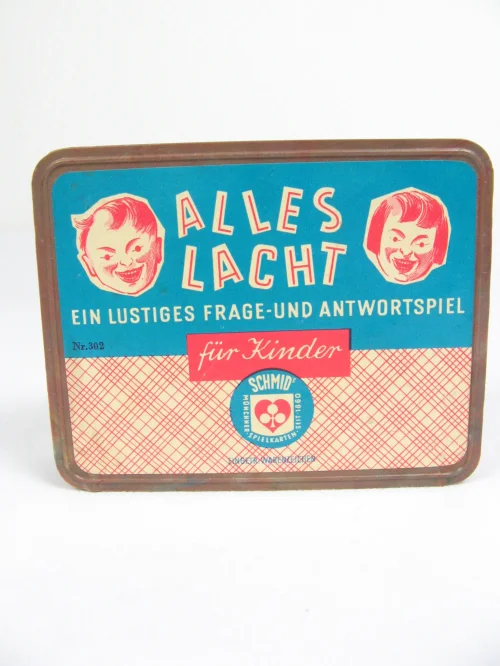 ALLES
LACHT
EIN LUSTIGES FRAGE-UND ANTWORTSPIEL
Nr. 302
für Kinder
SCHMID
MÜNCHNER-SPIELKARTEN-SEIT-1860